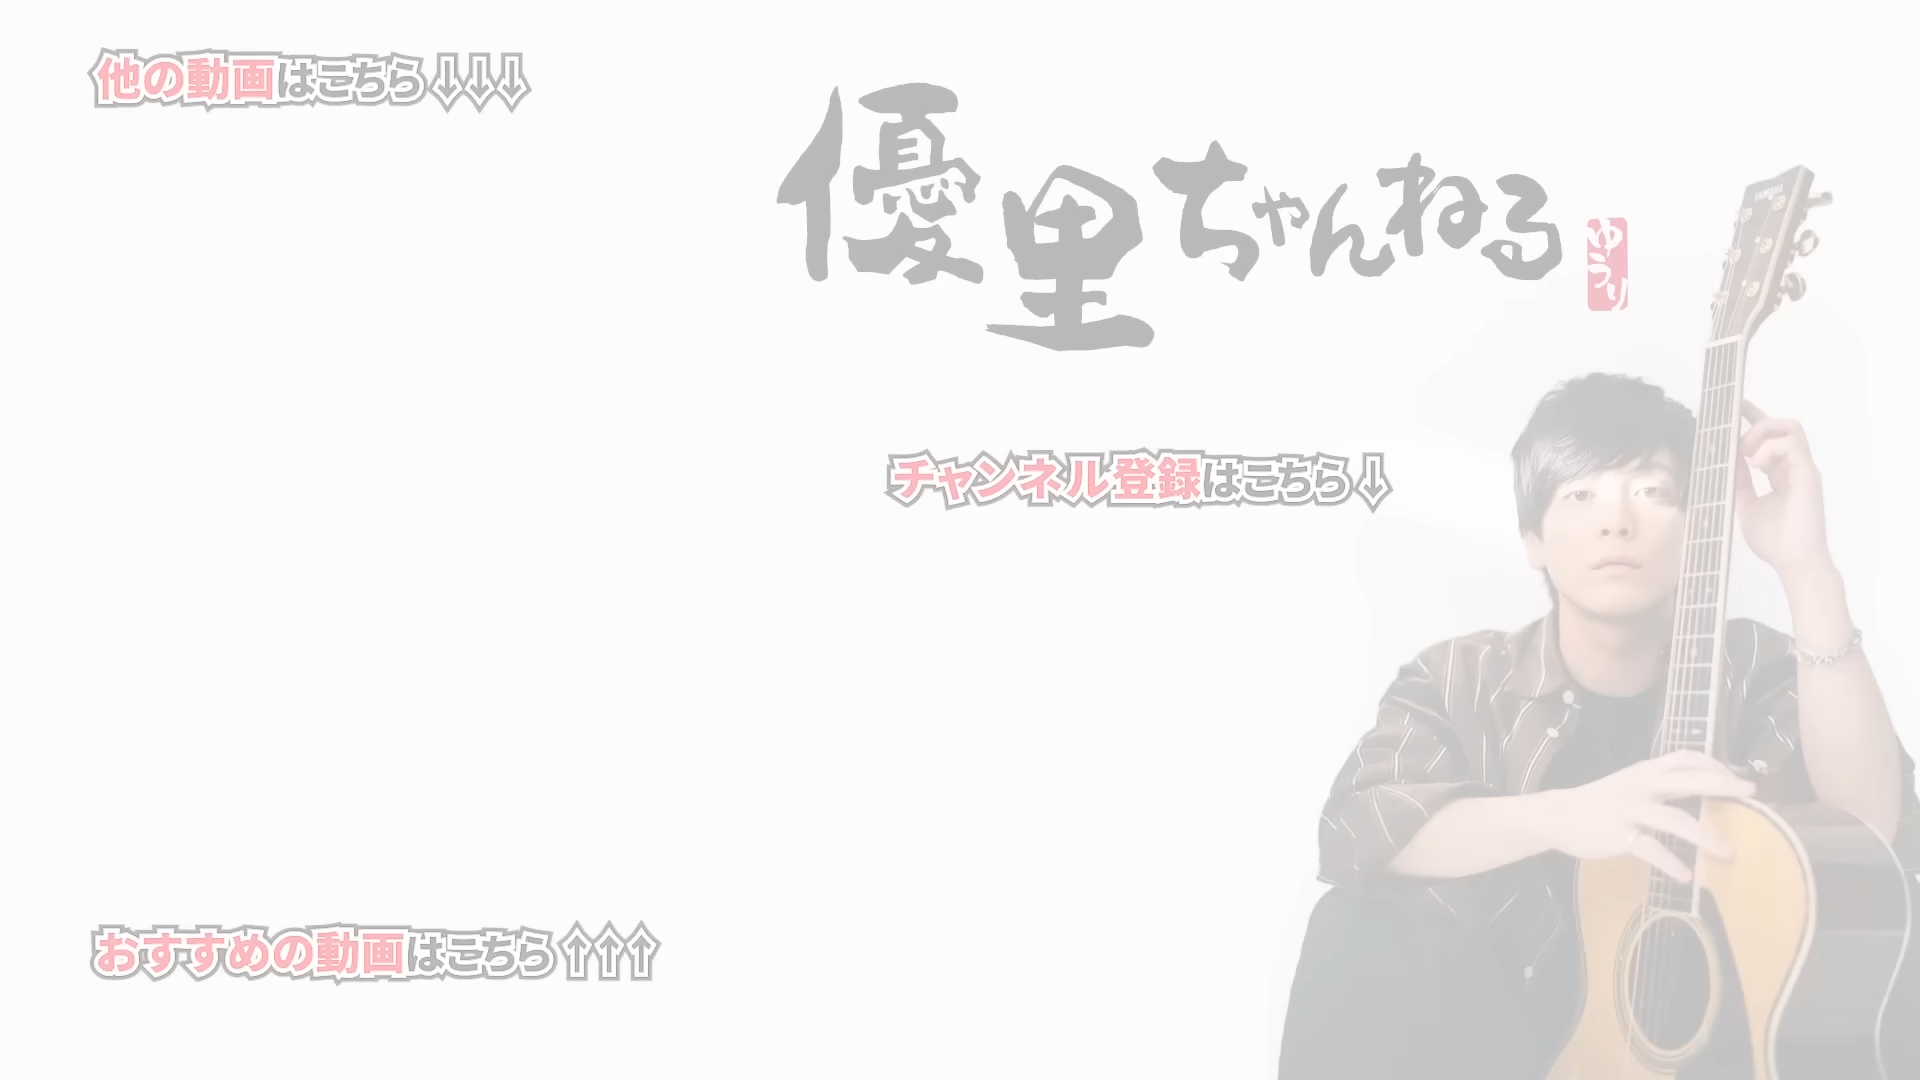 他の動画はこちら↓↓↓
優里ちゃんねる
ゆうり
YAMAHA
チャンネル登録はこちら↓
おすすめの動画はこちら↑↑↑